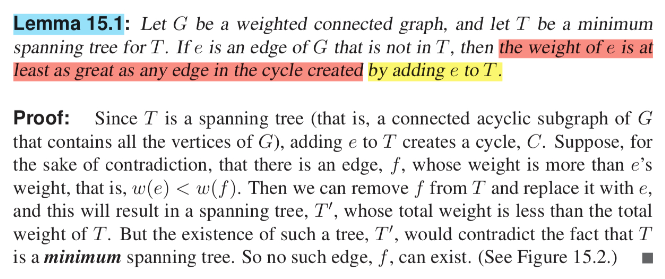 Lemma 15.1: Let G be a weighted connected graph, and let T be a minimum
spanning tree for T. If e is an edge of G that is not in T, then the weight of e is at
least as great as any edge in the cycle created by adding e to T.
Proof: Since T is a spanning tree (that is, a connected acyclic subgraph of G
that contains all the vertices of G), adding e to T creates a cycle, C. Suppose, for
the sake of contradiction, that there is an edge, f, whose weight is more than e's
weight, that is, w(e) < w(f). Then we can remove f from T and replace it with e,
and this will result in a spanning tree, T′, whose total weight is less than the total
weight of T. But the existence of such a tree, T′, would contradict the fact that T
is a minimum spanning tree. So no such edge, f, can exist. (See Figure 15.2.) ■